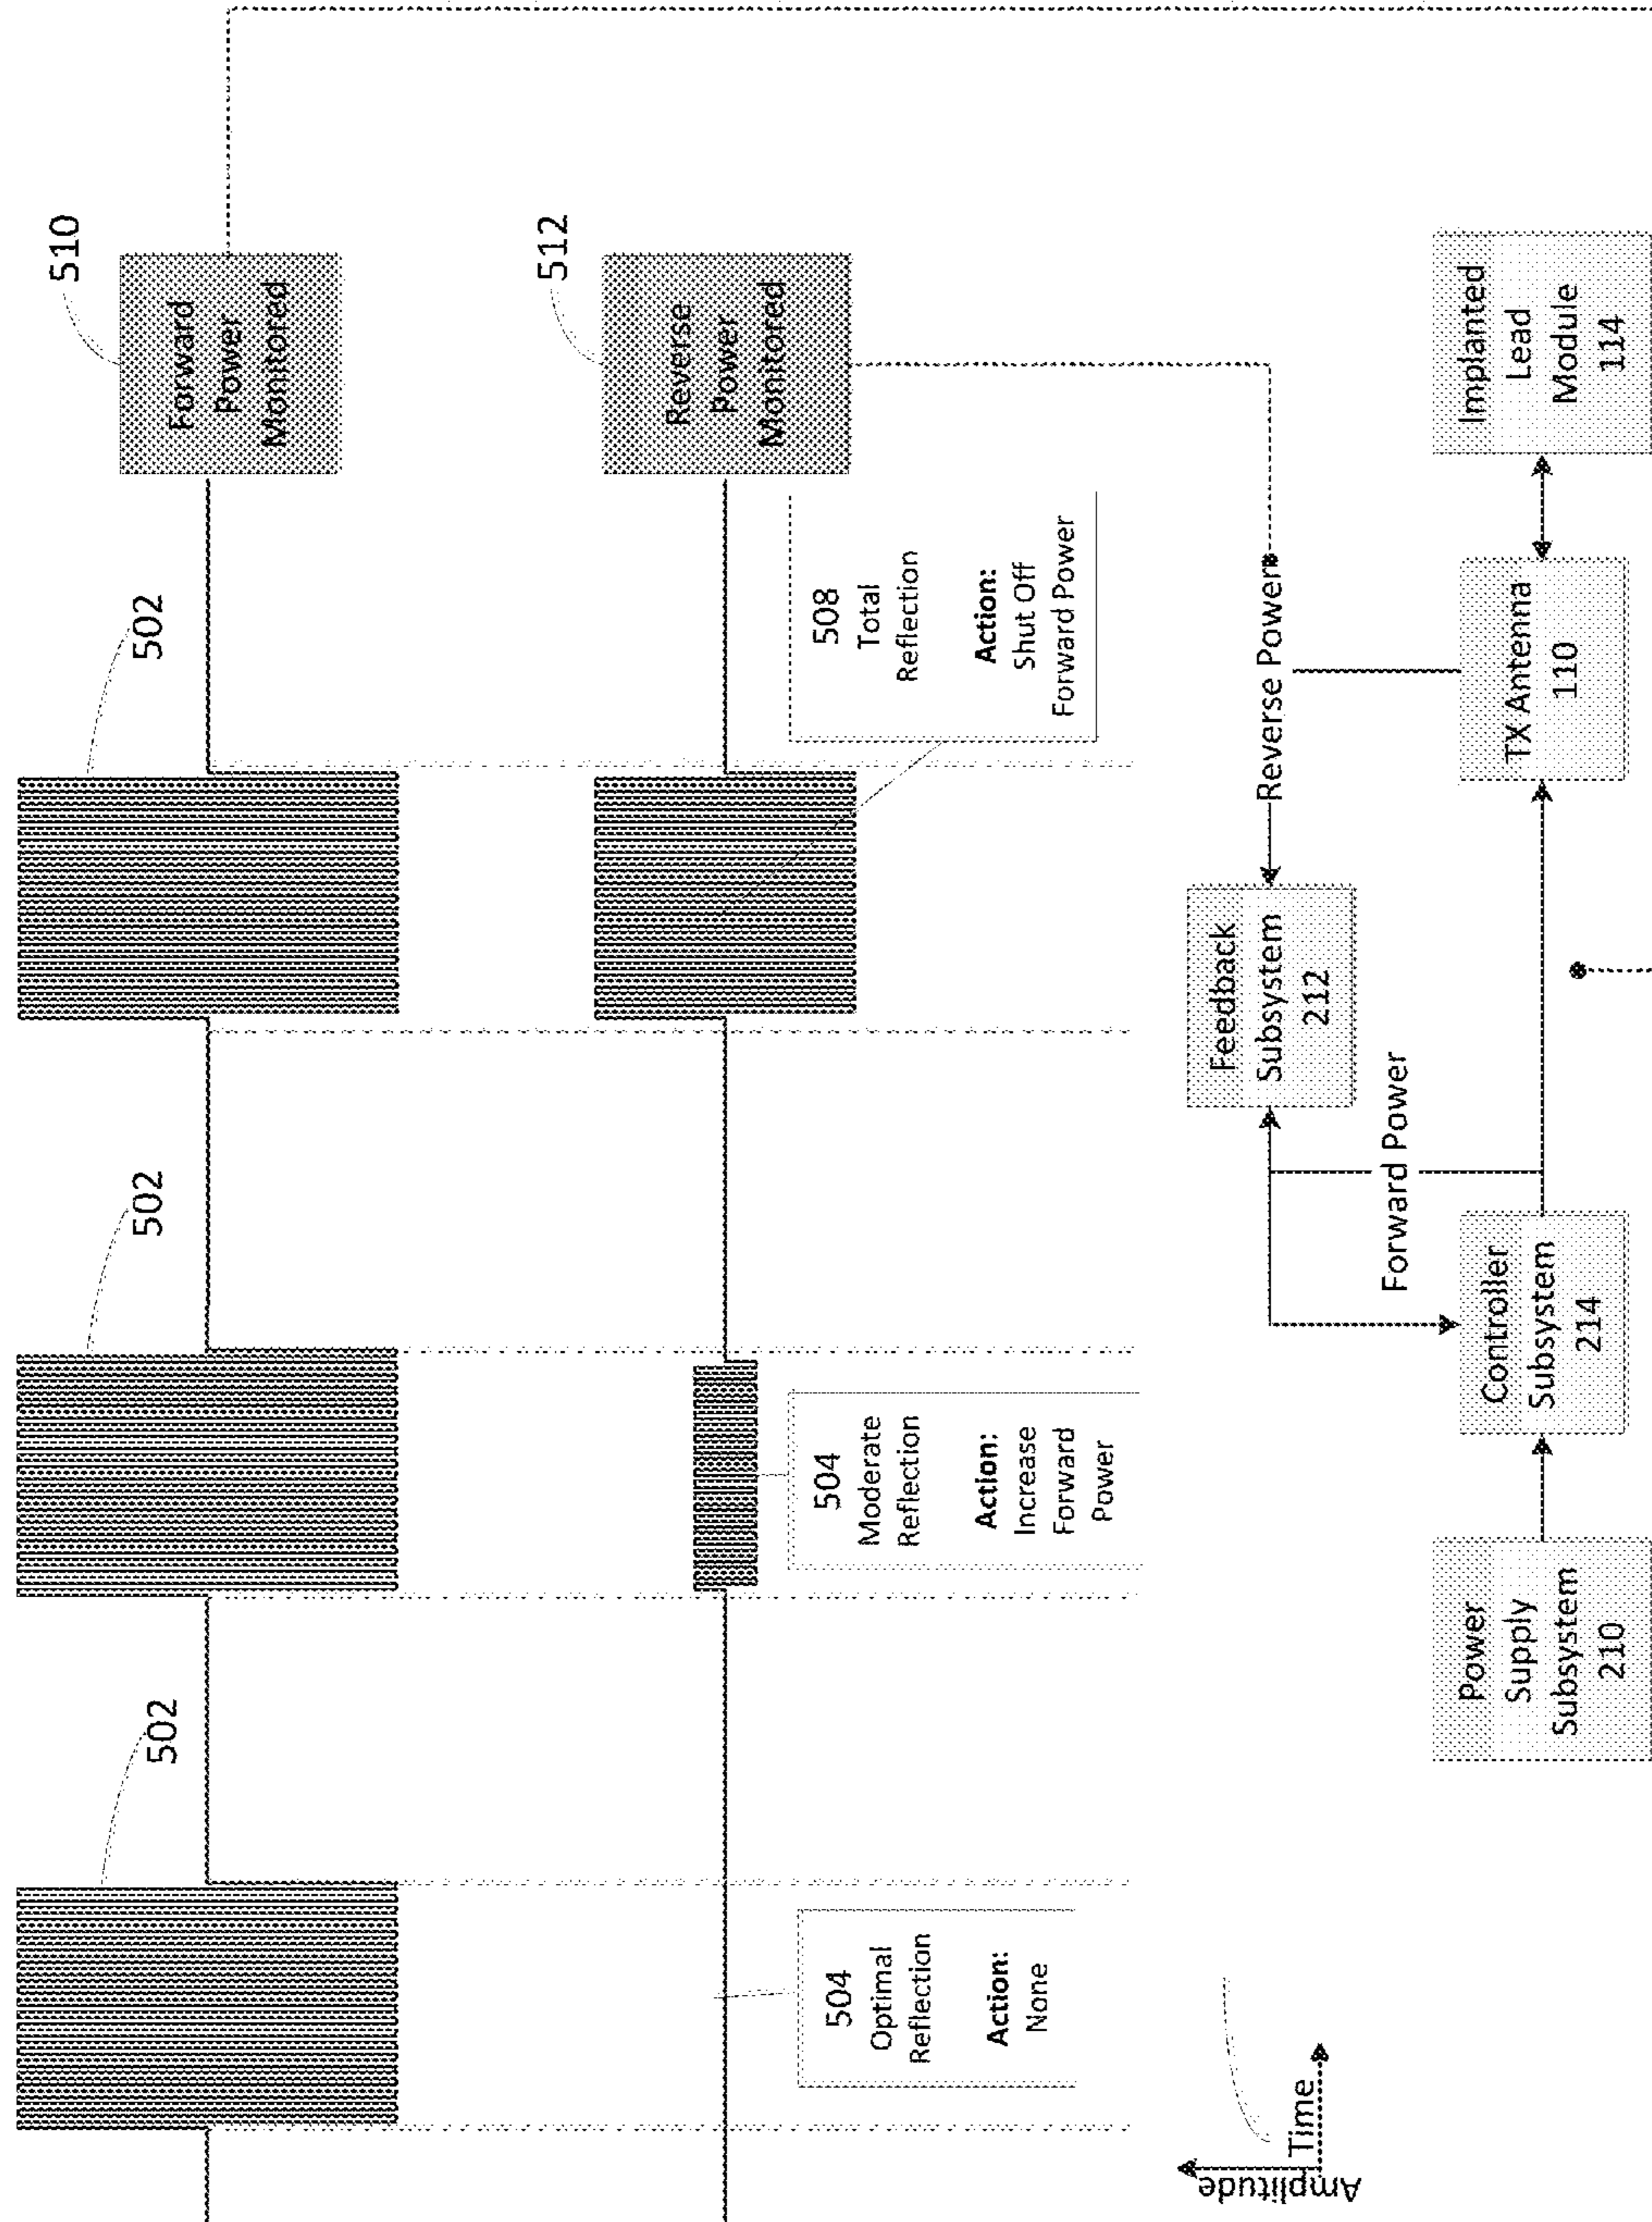 502
502
502
510
Forward
Power
Monitored
512
Reverse
Power
Monitored
504
Optimal
Reflection
Action:
None
504
Moderate
Reflection
Action:
Increase
Forward
Power
508
Total
Reflection
Action:
Shut Off
Forward Power
Amplitude
Time
Feedback
Subsystem
212
Reverse Power
Forward Power
Power
Supply
Subsystem
210
Controller
Subsystem
214
TX Antenna
110
Implanted
Lead
Module
114